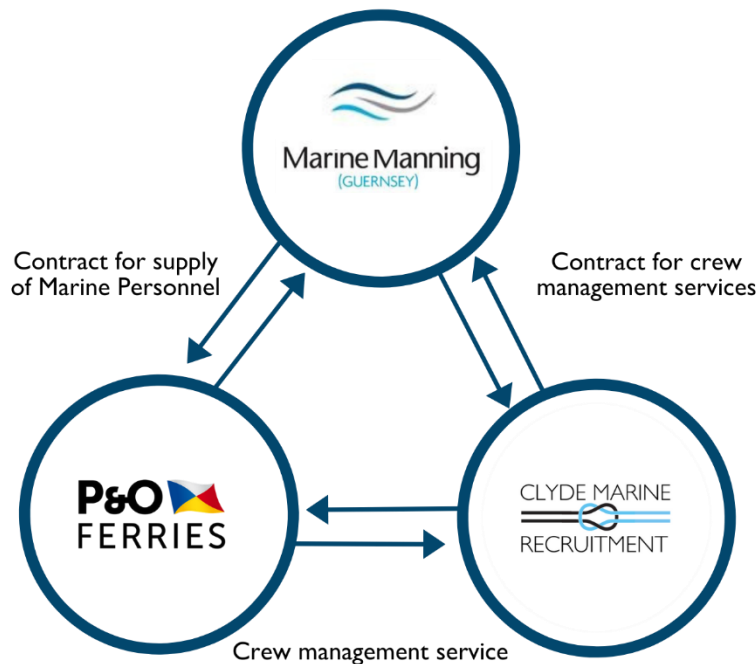 Marine Manning
(GUERNSEY)
Contract for supply
of Marine Personnel
Contract for crew
management services
P&O
FERRIES
CLYDE MARINE
RECRUITMENT
Crew management service